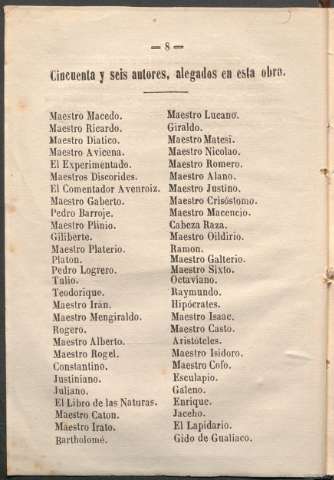 — 8 —
Cincuenta y seis autores, alegados en esta obra.
Maestro Macedo.
Maestro Ricardo.
Maestro Diatico.
Maestro Avicena.
El Experimentado.
Maestros Discorides.
El Comentador Avenroiz.
Maestro Gaberto.
Pedro Barroje.
Maestro Plinio.
Giliberte.
Maestro Platerio.
Platon.
Pedro Logrero.
Tulio.
Teodorique.
Maestro Irán.
Maestro Mengiraldo.
Rogero.
Maestro Alberto.
Maestro Rogel.
Constantino.
Justiniano.
Juliano.
El Libro de las Naturas.
Maestro Caton.
Maestro Irato.
Bartholomé.
Maestro Lucano.
Giraldo.
Maestro Matesi.
Maestro Nicolao.
Maestro Romero.
Maestro Alano.
Maestro Justino.
Maestro Crisóstomo.
Maestro Macencio.
Cabeza Raza.
Maestro Oildirio.
Ramon.
Maestro Galterio.
Maestro Sixto.
Octaviano.
Raymundo.
Hipócrates.
Maestro Isaac.
Maestro Casto.
Aristóteles.
Maestro Isidoro.
Maestro Cofo.
Esculapio.
Galeno.
Enrique.
Jaceho.
El Lapidario.
Gido de Gualiaco.